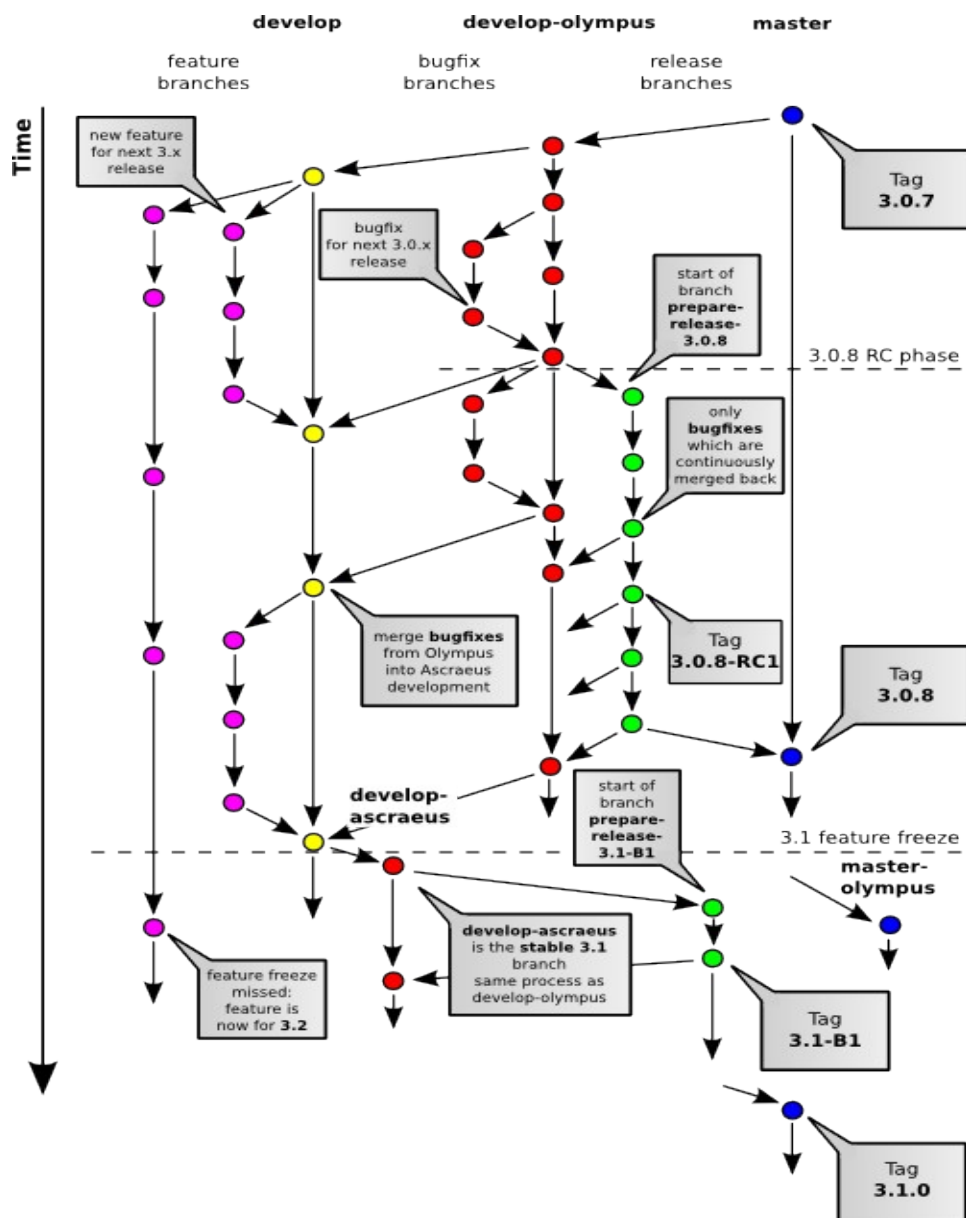 develop
develop-olympus
master
feature
branches
bugfix
branches
release
branches
Time
new feature
for next 3.x
release
Tag
3.0.7
bugfix
for next 3.0.x
release
start of
branch
prepare-
release-
3.0.8
3.0.8 RC phase
only
bugfixes
which are
continuously
merged back
merge bugfixes
from Olympus
into Ascraeus
development
Tag
3.0.8-RC1
Tag
3.0.8
develop-
ascraeus
start of
branch
prepare-
release-
3.1-B1
3.1 feature freeze
master-
olympus
develop-ascraeus
is the stable 3.1
branch
same process as
develop-olympus
feature freeze
missed:
feature is
now for 3.2
Tag
3.1-B1
Tag
3.1.0